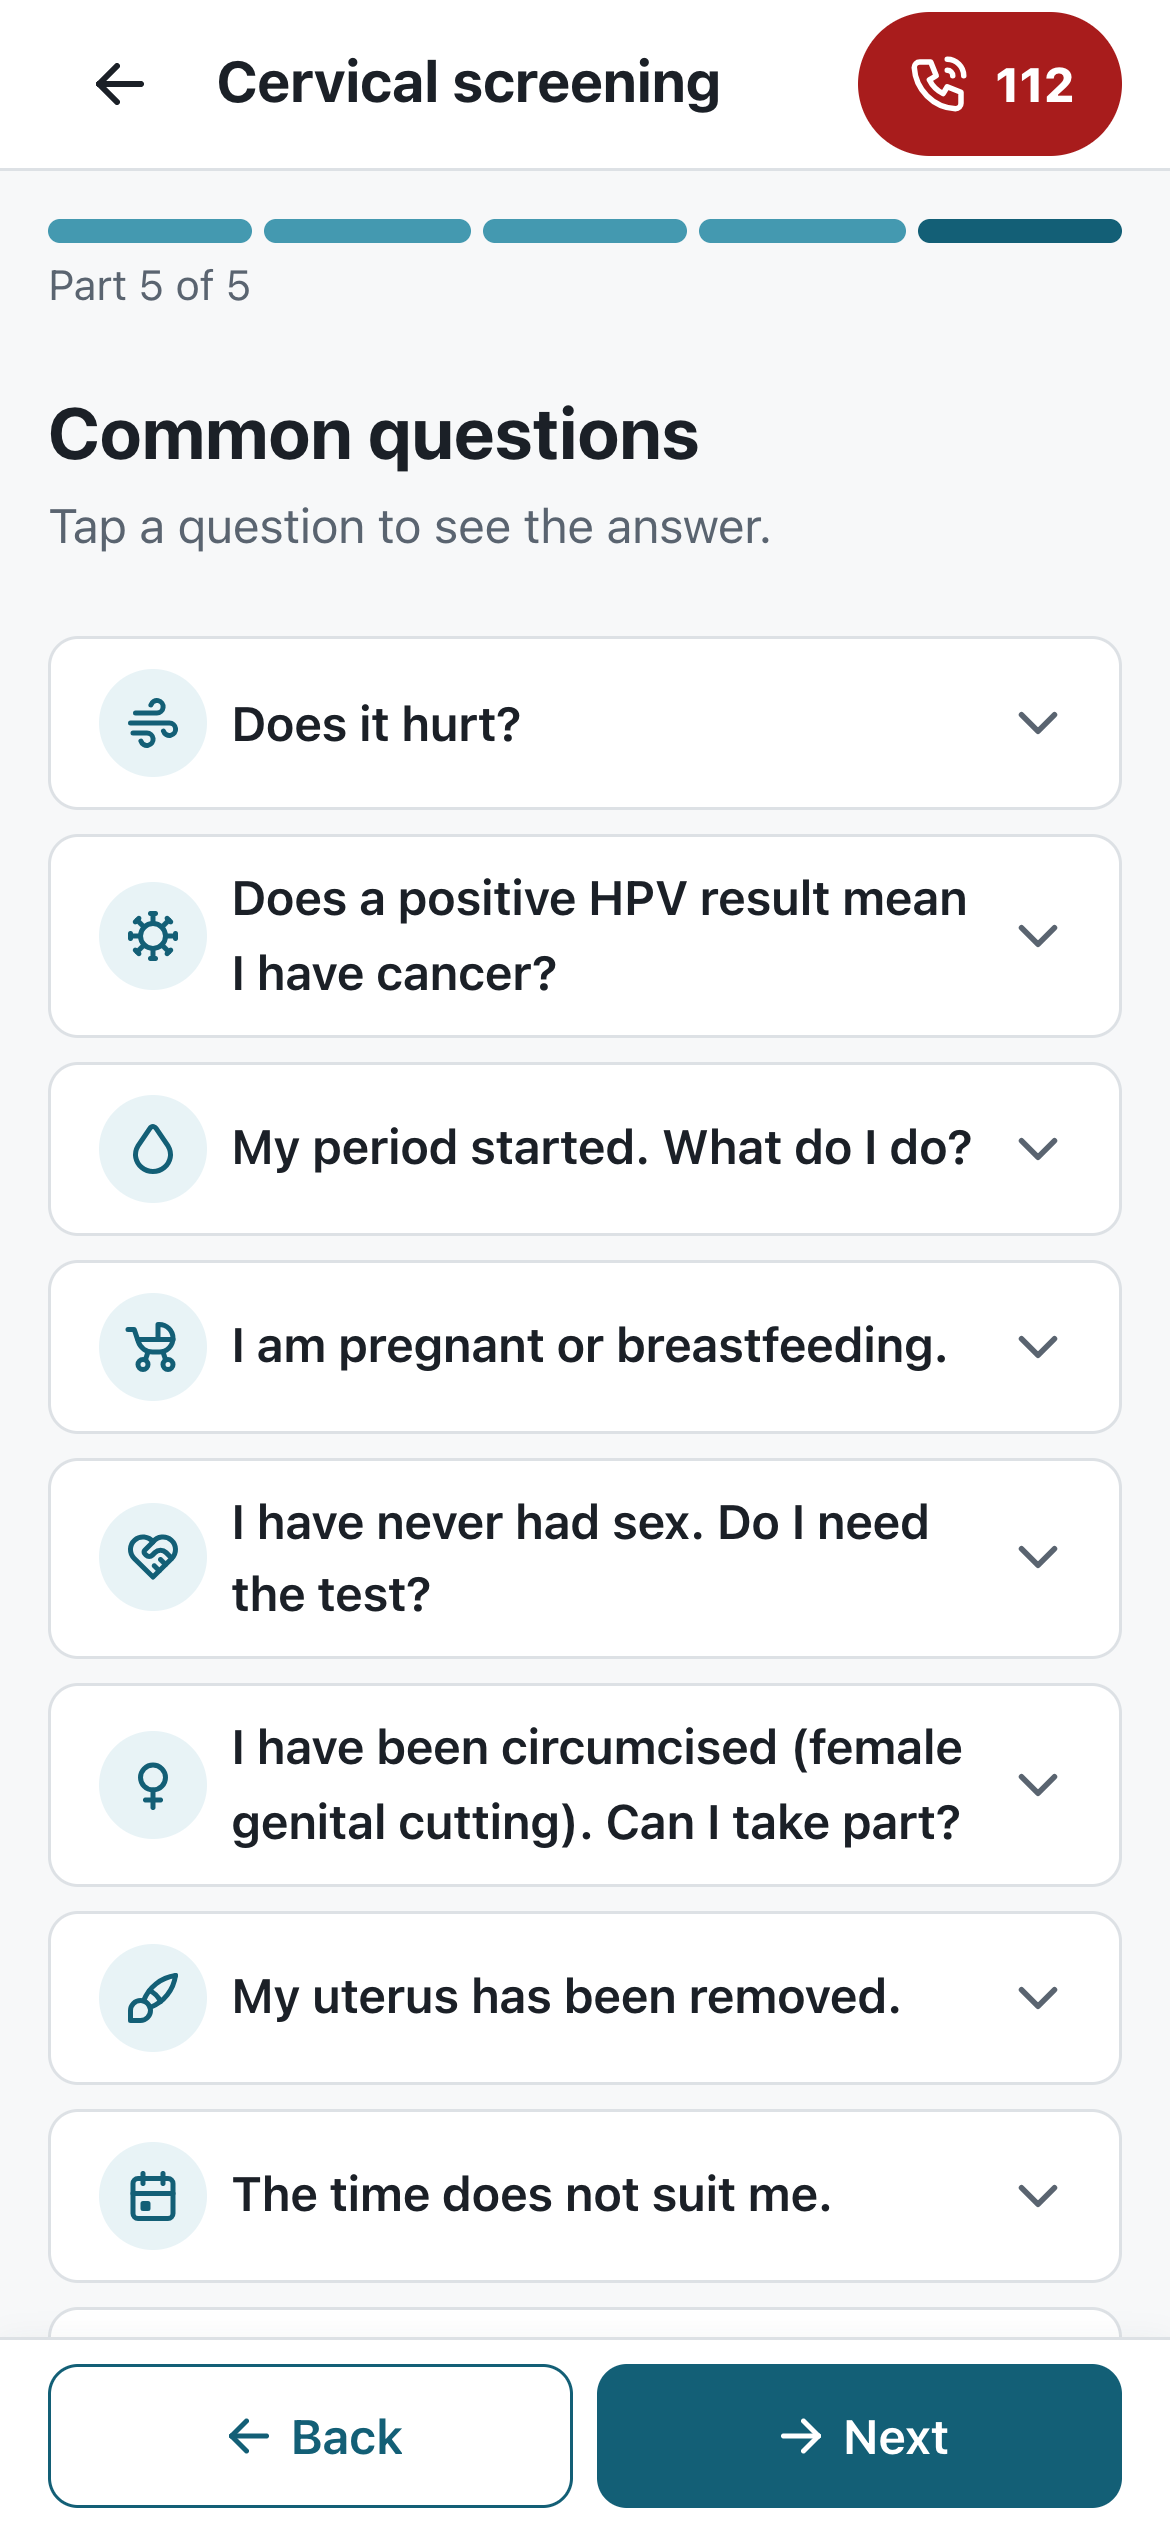 Cervical screening
112
Part 5 of 5
Common questions
Tap a question to see the answer.
Does it hurt?
Does a positive HPV result mean
I have cancer?
My period started. What do I do?
I am pregnant or breastfeeding.
I have never had sex. Do I need
the test?
I have been circumcised (female
genital cutting). Can I take part?
My uterus has been removed.
The time does not suit me.
Back
Next